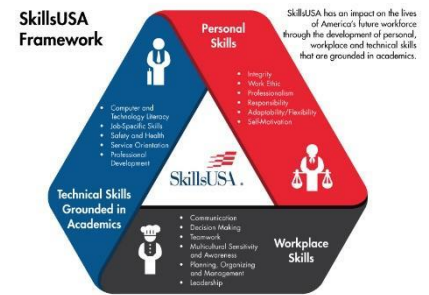 SkillsUSA
Framework
SkillsUSA has an impact on the lives
of America's future workforce
through the development of personal,
workplace and technical skills
that are grounded in academics.
Personal
Skills
• Integrity
• Work Ethic
• Professionalism
• Responsibility
• Adaptability/Flexibility
• Self-Motivation
• Computer and
Technology Literacy
• Job-Specific Skills
• Safety and Health
• Service Orientation
• Professional
Development
Technical Skills
Grounded in
Academics
SkillsUSA.
• Communication
• Decision Making
• Teamwork
• Multicultural Sensitivity
and Awareness
• Planning, Organizing
and Management
• Leadership
Workplace
Skills